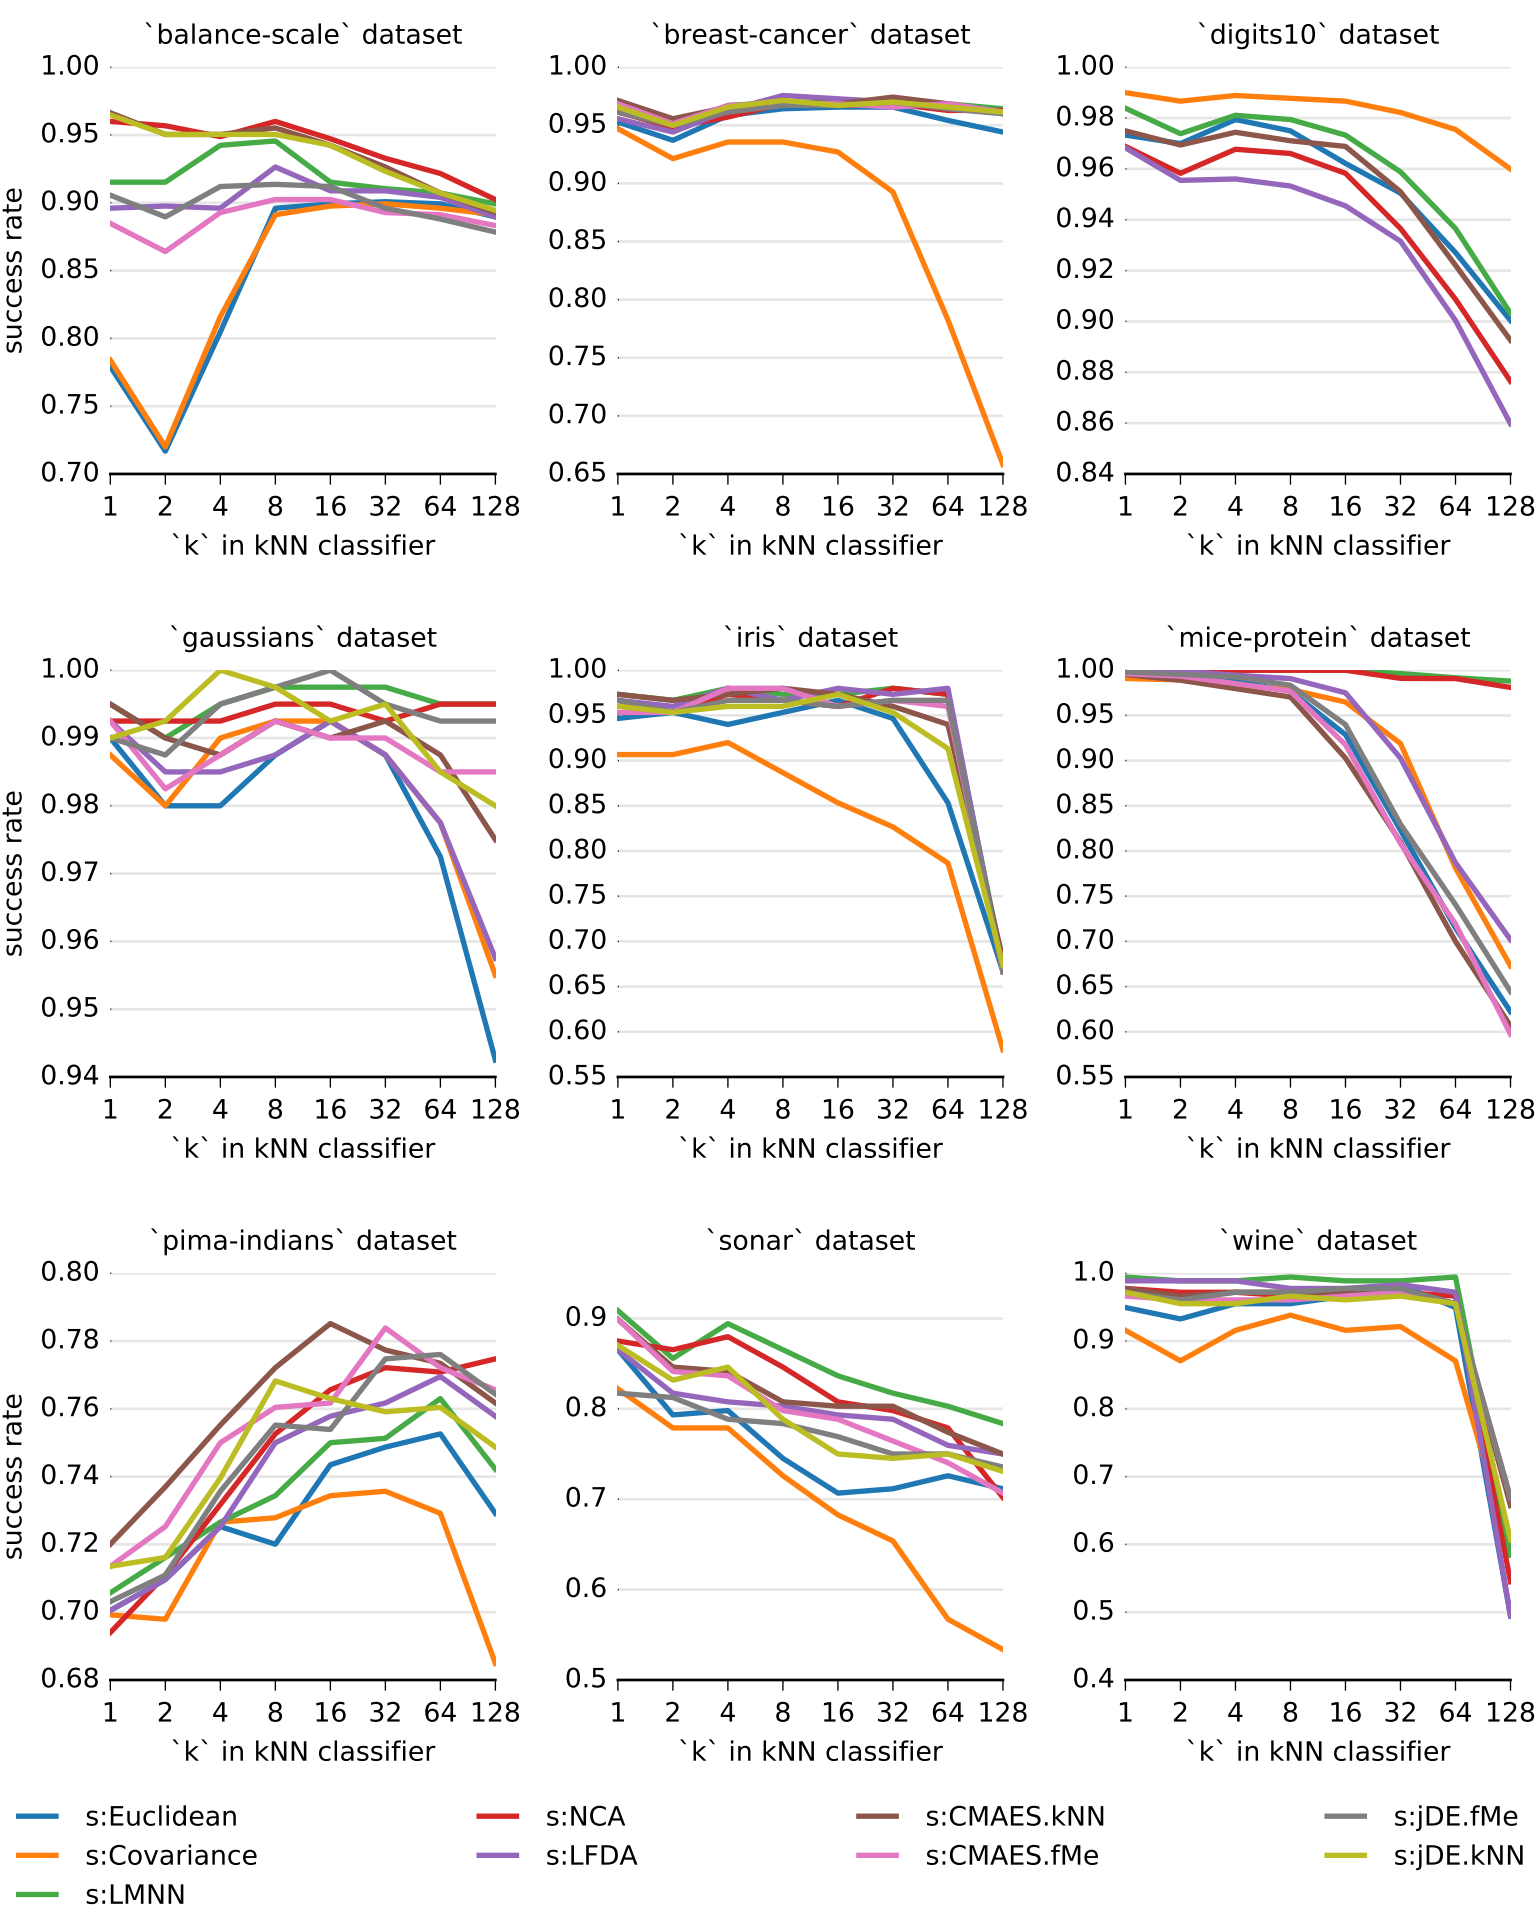 `balance-scale` dataset
1.00
0.95
0.90
0.85
0.80
0.75
0.70
success rate
1 2 4 8 16 32 64 128
`k` in kNN classifier
`breast-cancer` dataset
1.00
0.95
0.90
0.85
0.80
0.75
0.70
0.65
1 2 4 8 16 32 64 128
`k` in kNN classifier
`digits10` dataset
1.00
0.98
0.96
0.94
0.92
0.90
0.88
0.86
0.84
1 2 4 8 16 32 64 128
`k` in kNN classifier
`gaussians` dataset
1.00
0.99
0.98
0.97
0.96
0.95
0.94
success rate
1 2 4 8 16 32 64 128
`k` in kNN classifier
`iris` dataset
1.00
0.95
0.90
0.85
0.80
0.75
0.70
0.65
0.60
0.55
1 2 4 8 16 32 64 128
`k` in kNN classifier
`mice-protein` dataset
1.00
0.95
0.90
0.85
0.80
0.75
0.70
0.65
0.60
0.55
1 2 4 8 16 32 64 128
`k` in kNN classifier
`pima-indians` dataset
0.80
0.78
0.76
0.74
0.72
0.70
0.68
success rate
1 2 4 8 16 32 64 128
`k` in kNN classifier
`sonar` dataset
0.9
0.8
0.7
0.6
0.5
1 2 4 8 16 32 64 128
`k` in kNN classifier
`wine` dataset
1.0
0.9
0.8
0.7
0.6
0.5
0.4
1 2 4 8 16 32 64 128
`k` in kNN classifier
s:Euclidean
s:Covariance
s:LMNN
s:NCA
s:LFDA
s:CMAES.kNN
s:CMAES.fMe
s:jDE.fMe
s:jDE.kNN